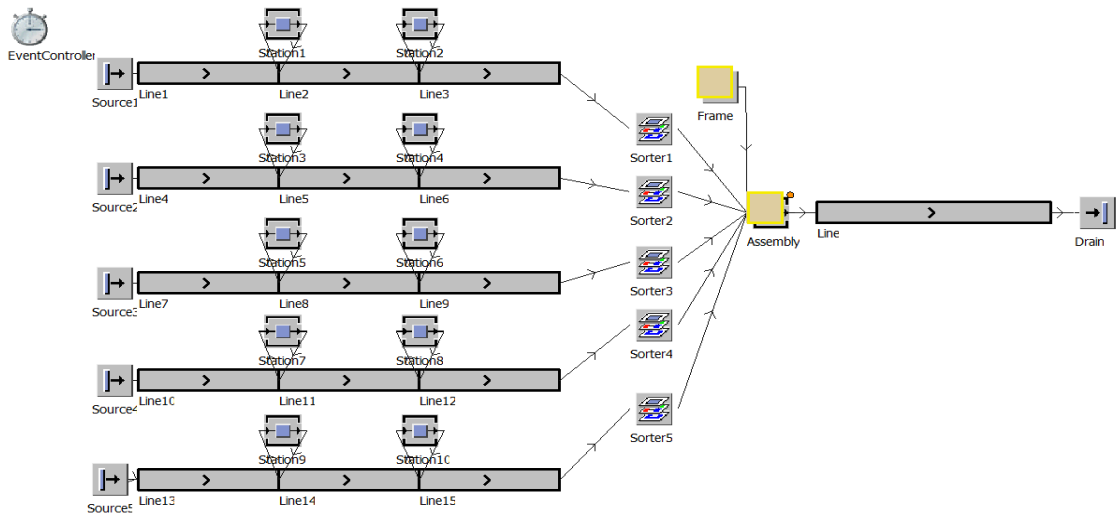 Station1 Station2
EventController
Source1 Line1 Line2 Line3
Frame
Station3 Station4
Sorter1
Source2 Line4 Line5 Line6
Sorter2
Assembly Line Drain
Station5 Station6
Sorter3
Source3 Line7 Line8 Line9
Station7 Station8
Sorter4
Source4 Line10 Line11 Line12
Sorter5
Station9 Station10
Source5 Line13 Line14 Line15